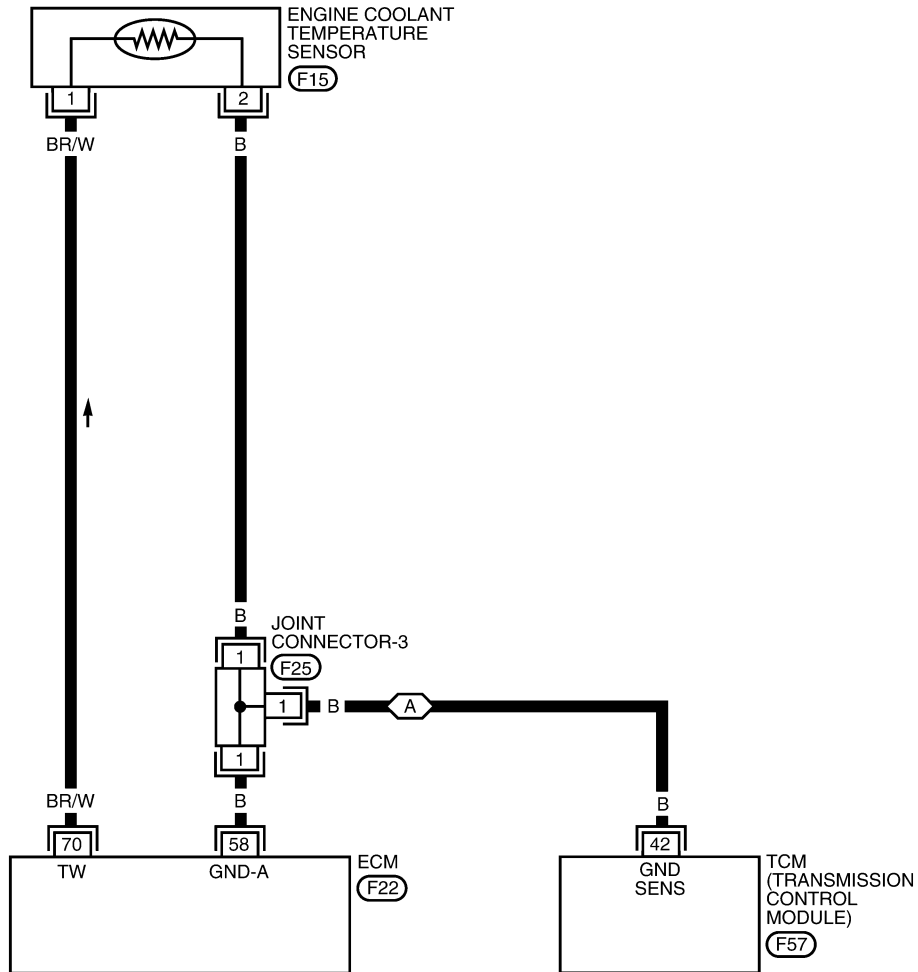 ENGINE COOLANT
TEMPERATURE
SENSOR
F15
1
2
BR/W
B
B
JOINT
CONNECTOR-3
F25
1
1
B
A
1
BR/W
B
B
70
58
42
TW
GND-A
ECM
F22
GND
SENS
TCM
(TRANSMISSION
CONTROL
MODULE)
F57